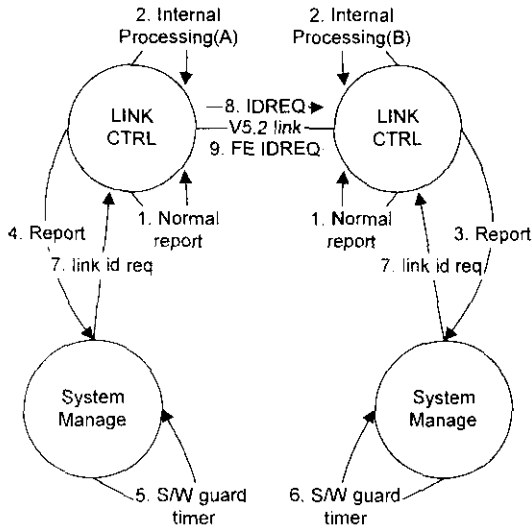 2. Internal
Processing(A)
2. Internal
Processing(B)
LINK
CTRL
8. IDREQ
V5.2 link
9. FE IDREQ
LINK
CTRL
1. Normal
report
1. Normal
report
4. Report
3. Report
7. link id req
7. link id req
System
Manage
System
Manage
5. S/W guard
timer
6. S/W guard
timer